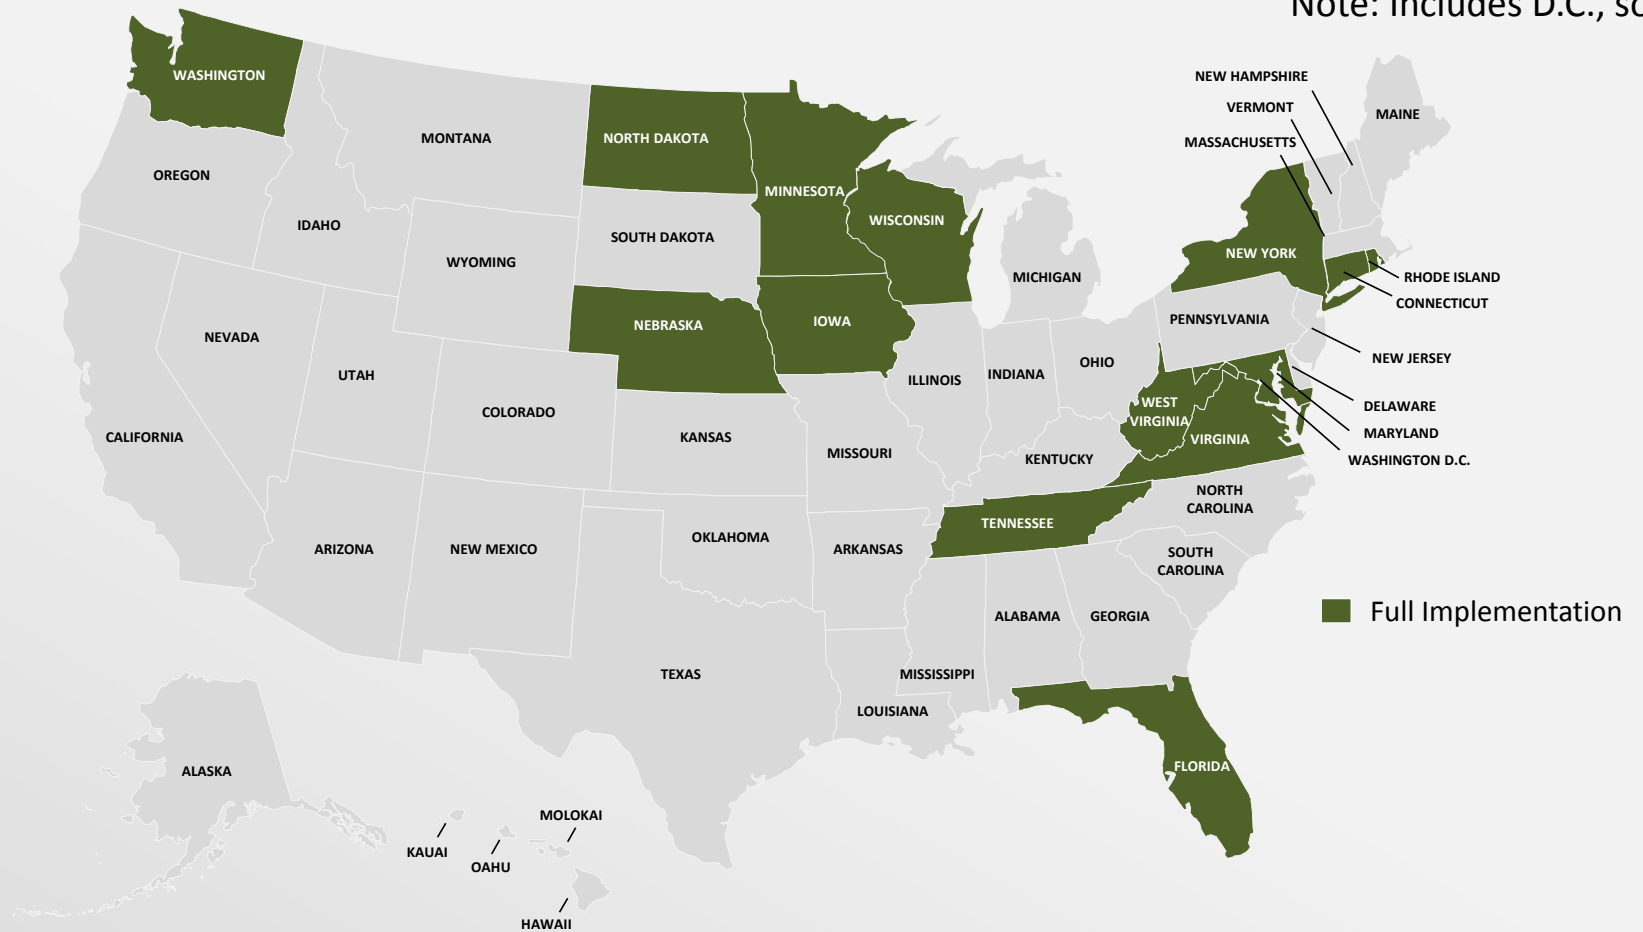 Note: Includes D.C., so
WASHINGTON
MONTANA
NORTH DAKOTA
MINNESOTA
NEW HAMPSHIRE
VERMONT
MASSACHUSETTS
MAINE
OREGON
IDAHO
WYOMING
SOUTH DAKOTA
WISCONSIN
MICHIGAN
NEW YORK
RHODE ISLAND
CONNECTICUT
NEVADA
UTAH
COLORADO
NEBRASKA
IOWA
ILLINOIS
INDIANA
OHIO
PENNSYLVANIA
NEW JERSEY
CALIFORNIA
KANSAS
MISSOURI
KENTUCKY
WEST
VIRGINIA
VIRGINIA
DELAWARE
MARYLAND
WASHINGTON D.C.
ARIZONA
NEW MEXICO
OKLAHOMA
ARKANSAS
TENNESSEE
NORTH
CAROLINA
SOUTH
CAROLINA
TEXAS
LOUISIANA
MISSISSIPPI
ALABAMA
GEORGIA
Full Implementation
FLORIDA
ALASKA
KAUAI
OAHU
MOLOKAI
HAWAII